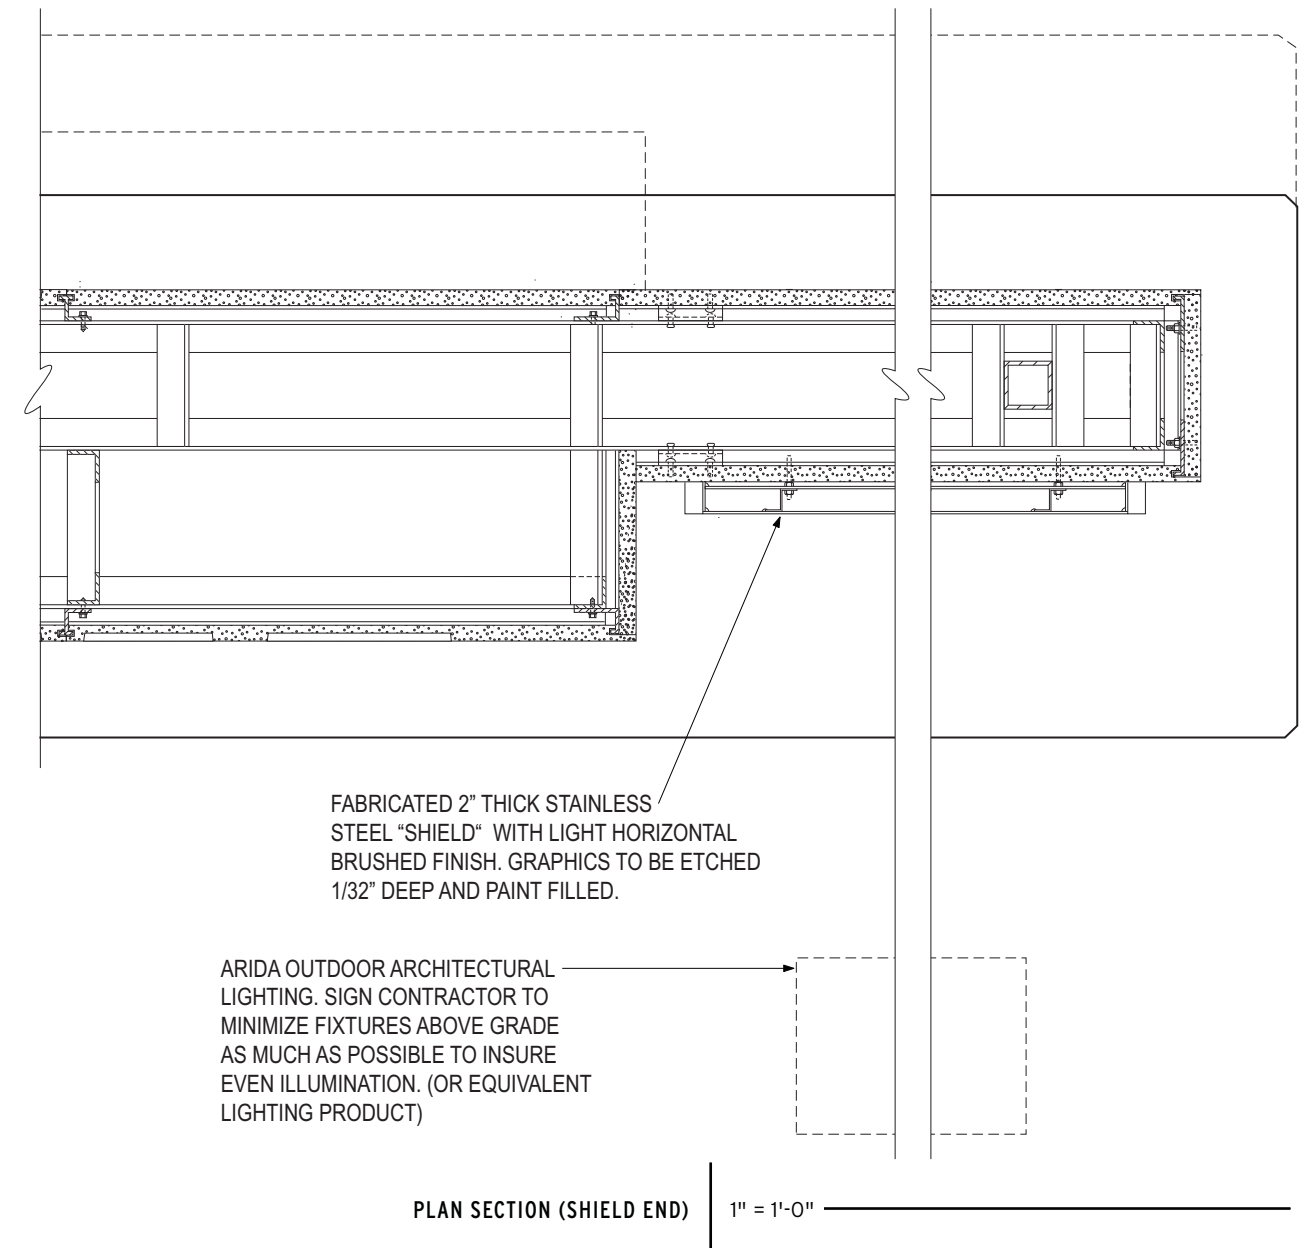 FABRICATED 2” THICK STAINLESS
STEEL “SHIELD“ WITH LIGHT HORIZONTAL
BRUSHED FINISH. GRAPHICS TO BE ETCHED
1/32” DEEP AND PAINT FILLED.
ARIDA OUTDOOR ARCHITECTURAL
LIGHTING. SIGN CONTRACTOR TO
MINIMIZE FIXTURES ABOVE GRADE
AS MUCH AS POSSIBLE TO INSURE
EVEN ILLUMINATION. (OR EQUIVALENT
LIGHTING PRODUCT)
PLAN SECTION (SHIELD END) 1" = 1'-0"